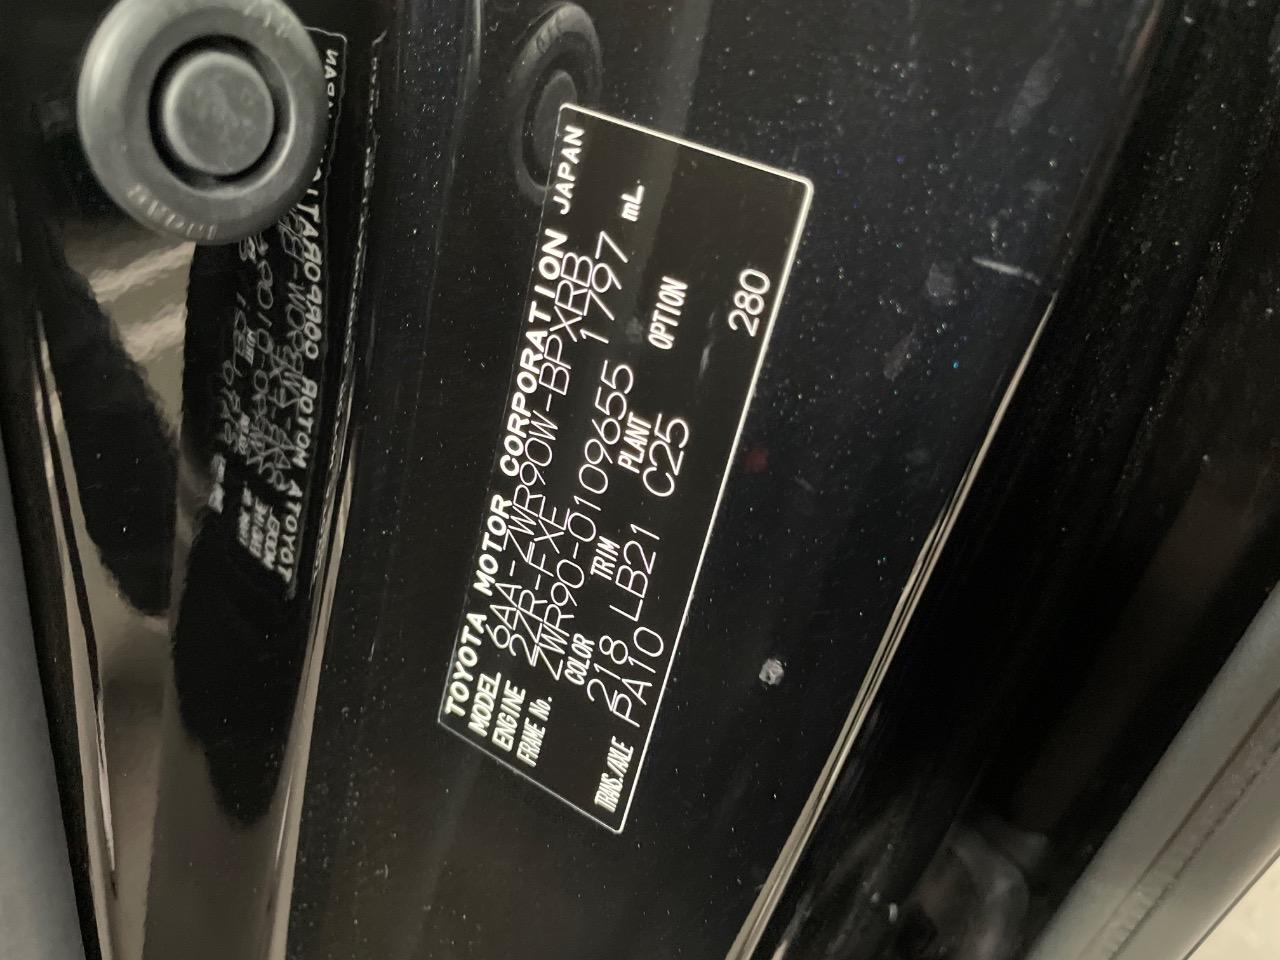 TOYOTA MOTOR CORPORATION JAPAN
MODEL 6AA-ZWR90W-BPXRB
ENGINE 2ZR-FXE 1797 mL
FRAME No. ZWR90-0109655
COLOR TRIM PLANT OPTION
218 LB21 C25
TRANS./AXLE PA10 280